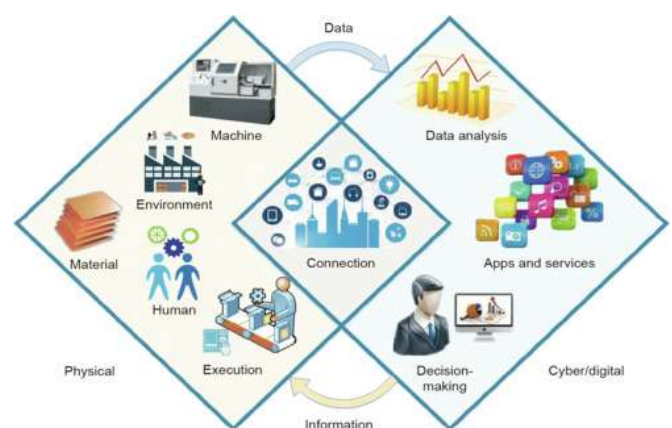 Data
Machine
Data analysis
Environment
Material
Connection
Apps and services
Human
Physical
Execution
Decision-
making
Cyber/digital
Information